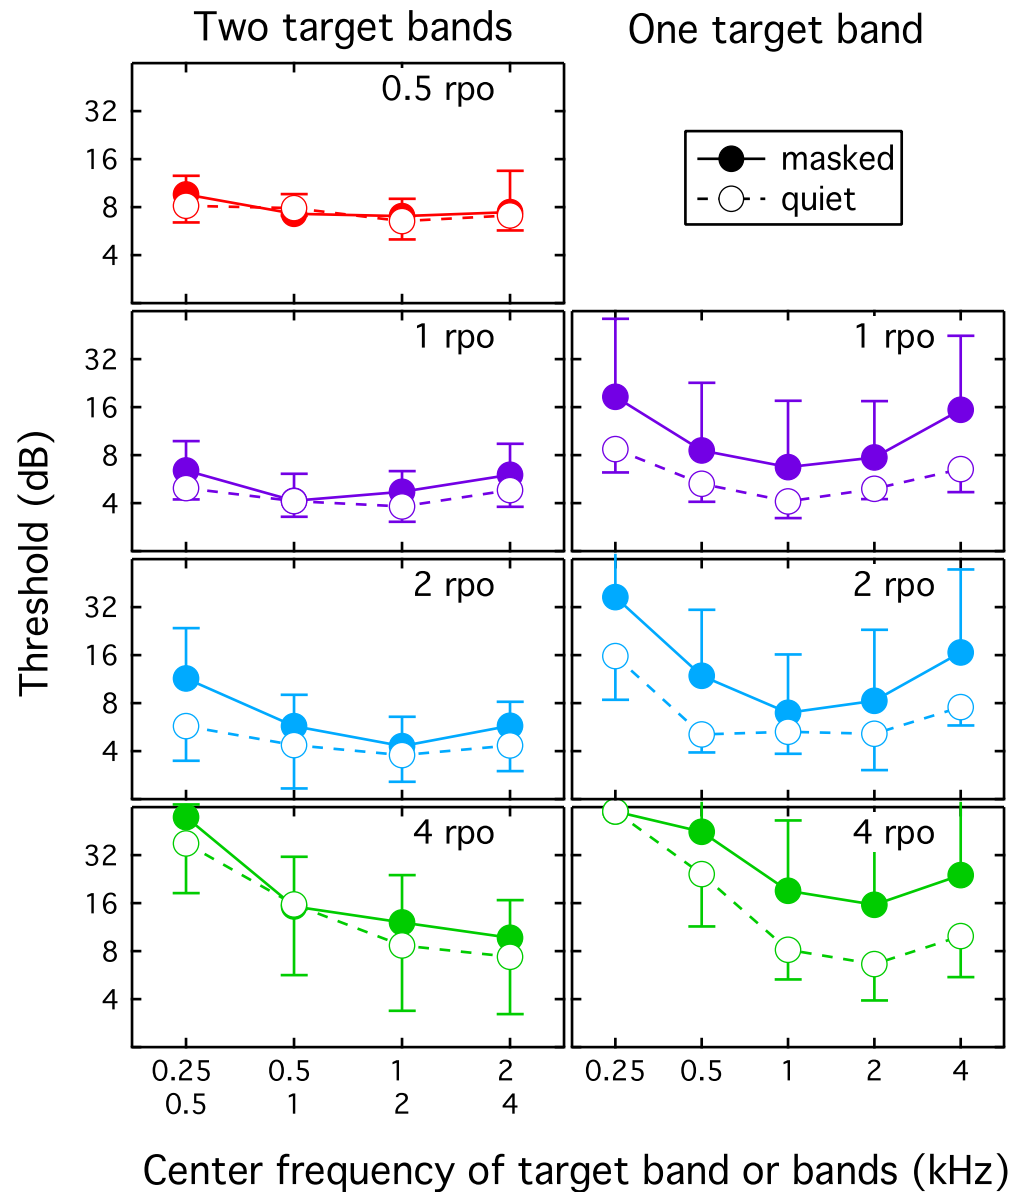 Two target bands
One target band
0.5 rpo
32
16
8
4
masked
quiet
1 rpo
1 rpo
32
16
8
4
2 rpo
2 rpo
32
16
8
4
4 rpo
4 rpo
32
16
8
4
Threshold (dB)
0.25 0.5 1 2
0.5 1 2 4
0.25 0.5 1 2 4
Center frequency of target band or bands (kHz)